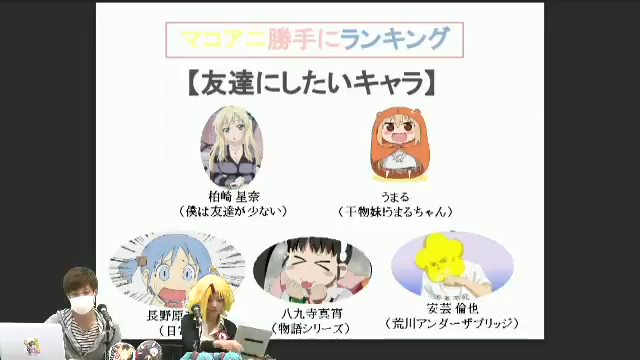 マコアニ勝手にランキング
【友達にしたいキャラ】
柏崎 星奈
（僕は友達が少ない）
うまる
（干物妹!うまるちゃん）
長野原
（日常
八九寺真宵
（物語シリーズ）
安芸 倫也
（荒川アンダーザブリッジ）